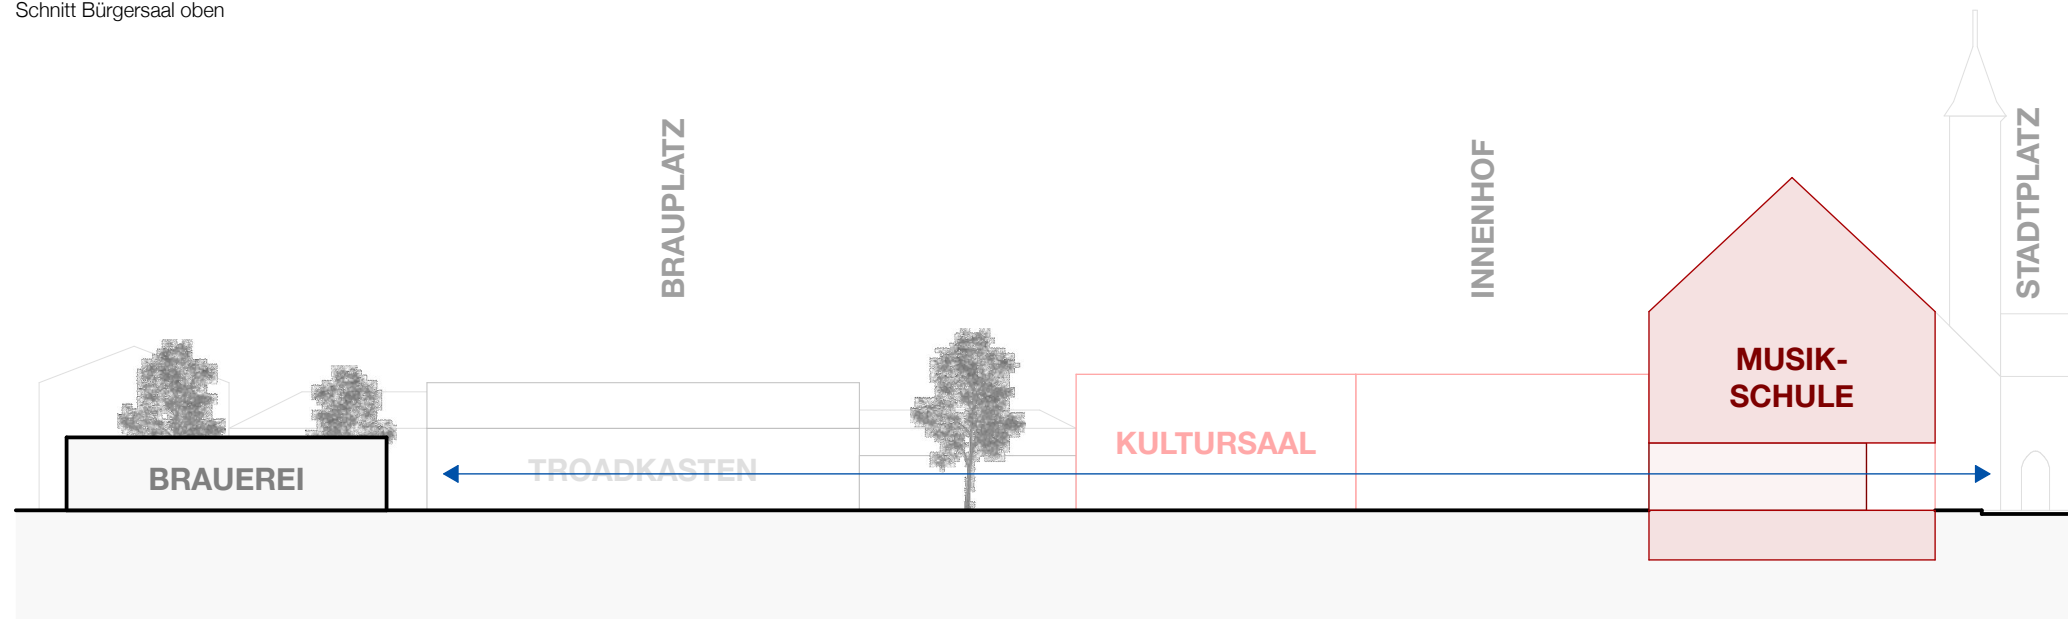 Schnitt Bürgersaal oben
BRAUPLATZ
INNENHOF
STADTPLATZ
MUSIK-
SCHULE
KULTURSAAL
TROADKASTEN
BRAUEREI